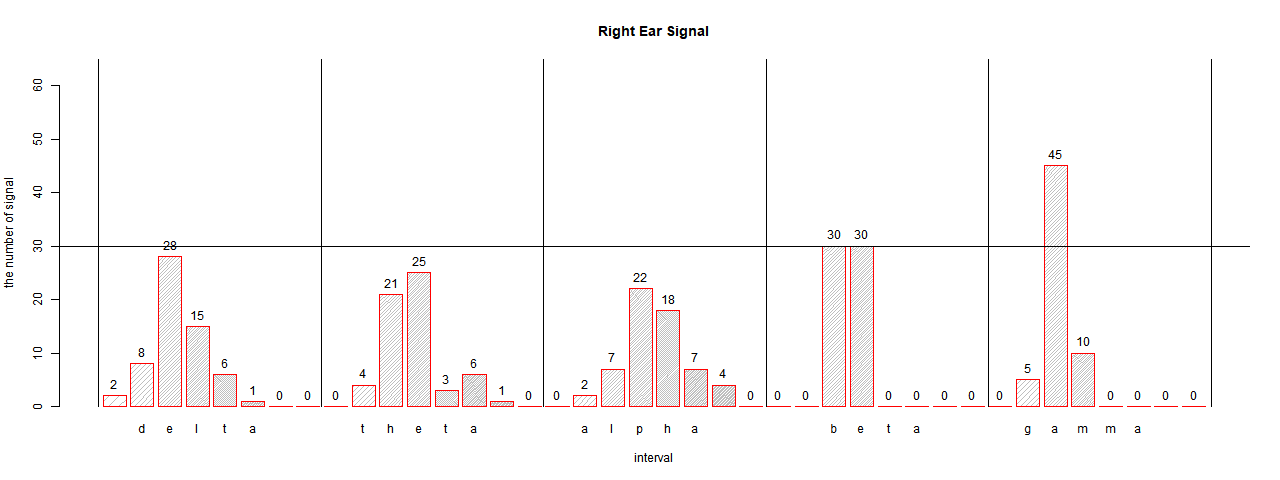 Right Ear Signal
the number of signal
60
50
40
30
20
10
0
2 8 28 15 6 1 0 0
0 4 21 25 3 6 1 0
0 2 7 22 18 7 4 0
0 0 30 30 0 0 0 0
0 5 45 10 0 0 0 0
d e l t a t h e t a a l p h a b e t a g a m m a
interval